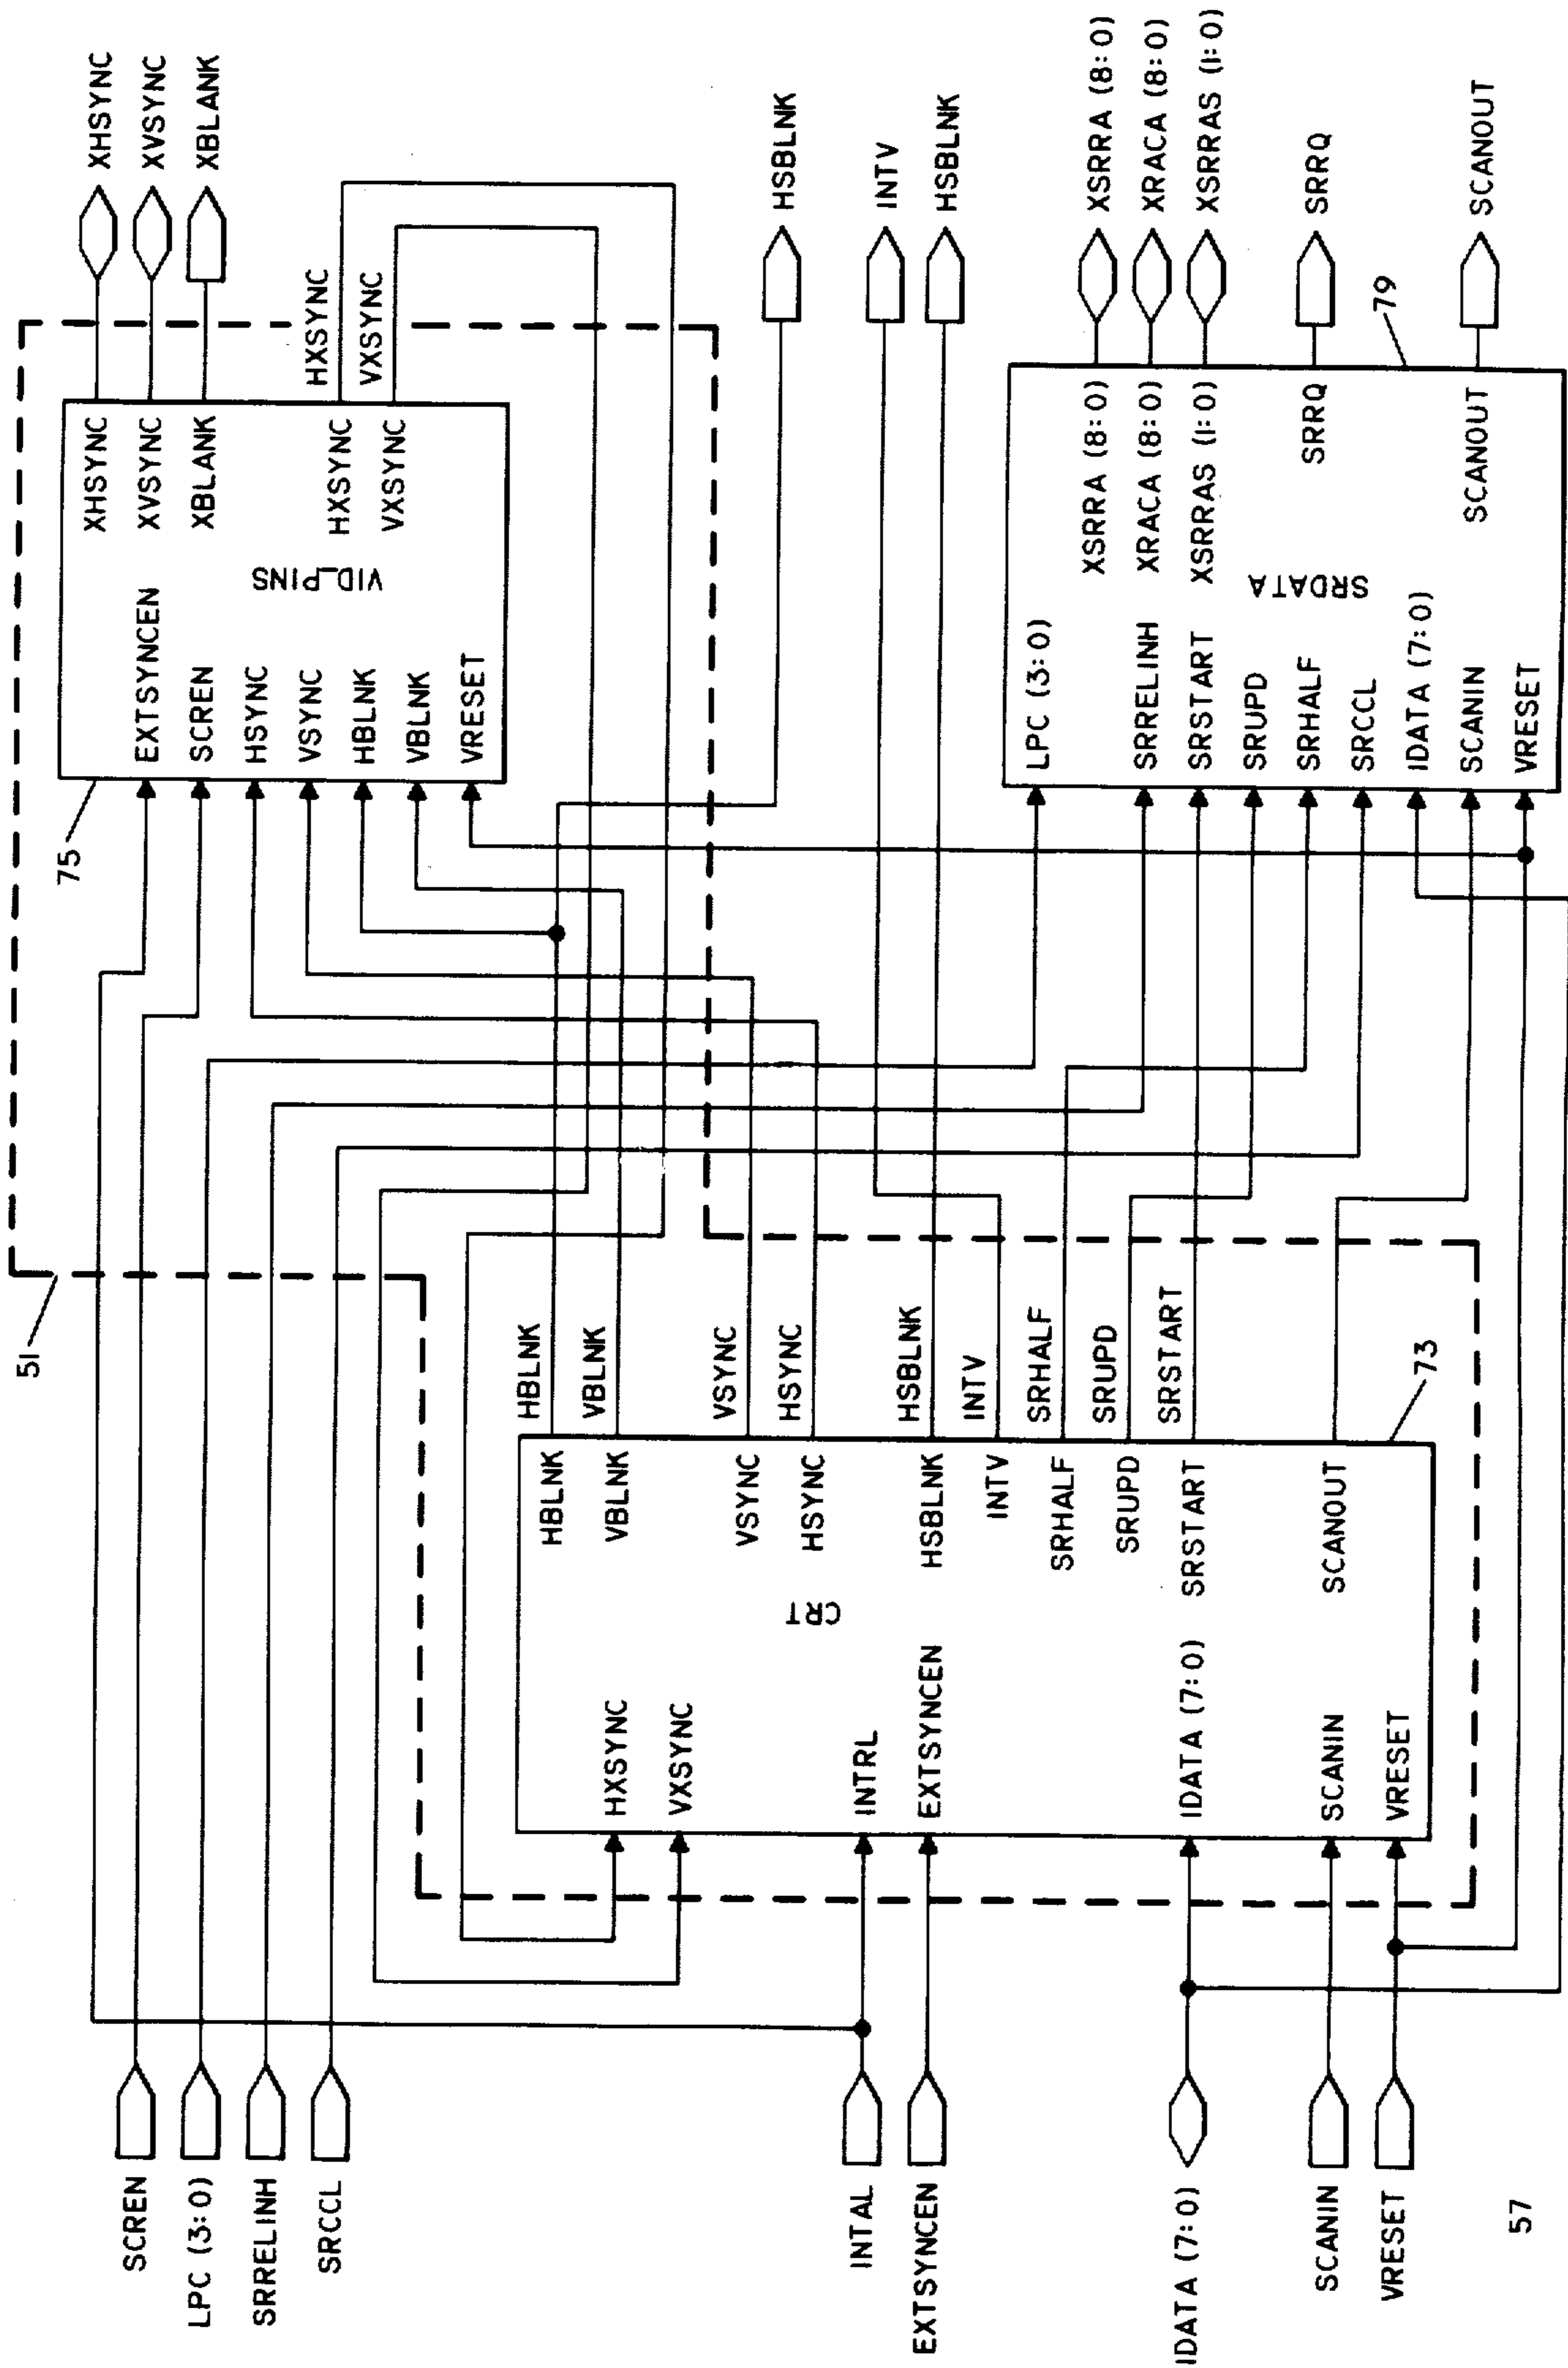 SCREN
LPC (3:0)
SRRELINH
SRCCL
INTAL
EXTSYNCEN
IDATA (7:0)
SCANIN
VRESET
57
51
HXSYNC
VXSYNC
INTRL
EXTSYNCEN
IDATA (7:0)
SCANIN
VRESET
CRT
HBLNK
VBLNK
VSYNC
HSYNC
HSBLNK
INTV
SRHALF
SRUPD
SRSTART
SCANOUT
HBLNK
VBLNK
VSYNC
HSYNC
HSBLNK
INTV
SRHALF
SRUPD
SRSTART
73
75
EXTSYNCEN
SCREN
HSYNC
VSYNC
HBLNK
VBLNK
VRESET
VID_PINS
XHSYNC
XVSYNC
XBLANK
HXSYNC
VXSYNC
HXSYNC
VXSYNC
XHSYNC
XVSYNC
XBLANK
HSBLNK
INTV
HSBLNK
LPC (3:0)
SRRELINH
SRSTART
SRUPD
SRHALF
SRCCL
IDATA (7:0)
SCANIN
VRESET
SRDATA
XSRRA (8:0)
XRACA (8:0)
XSRRAS (1:0)
SRRQ
SCANOUT
79
XSRRA (8:0)
XRACA (8:0)
XSRRAS (1:0)
SRRQ
SCANOUT